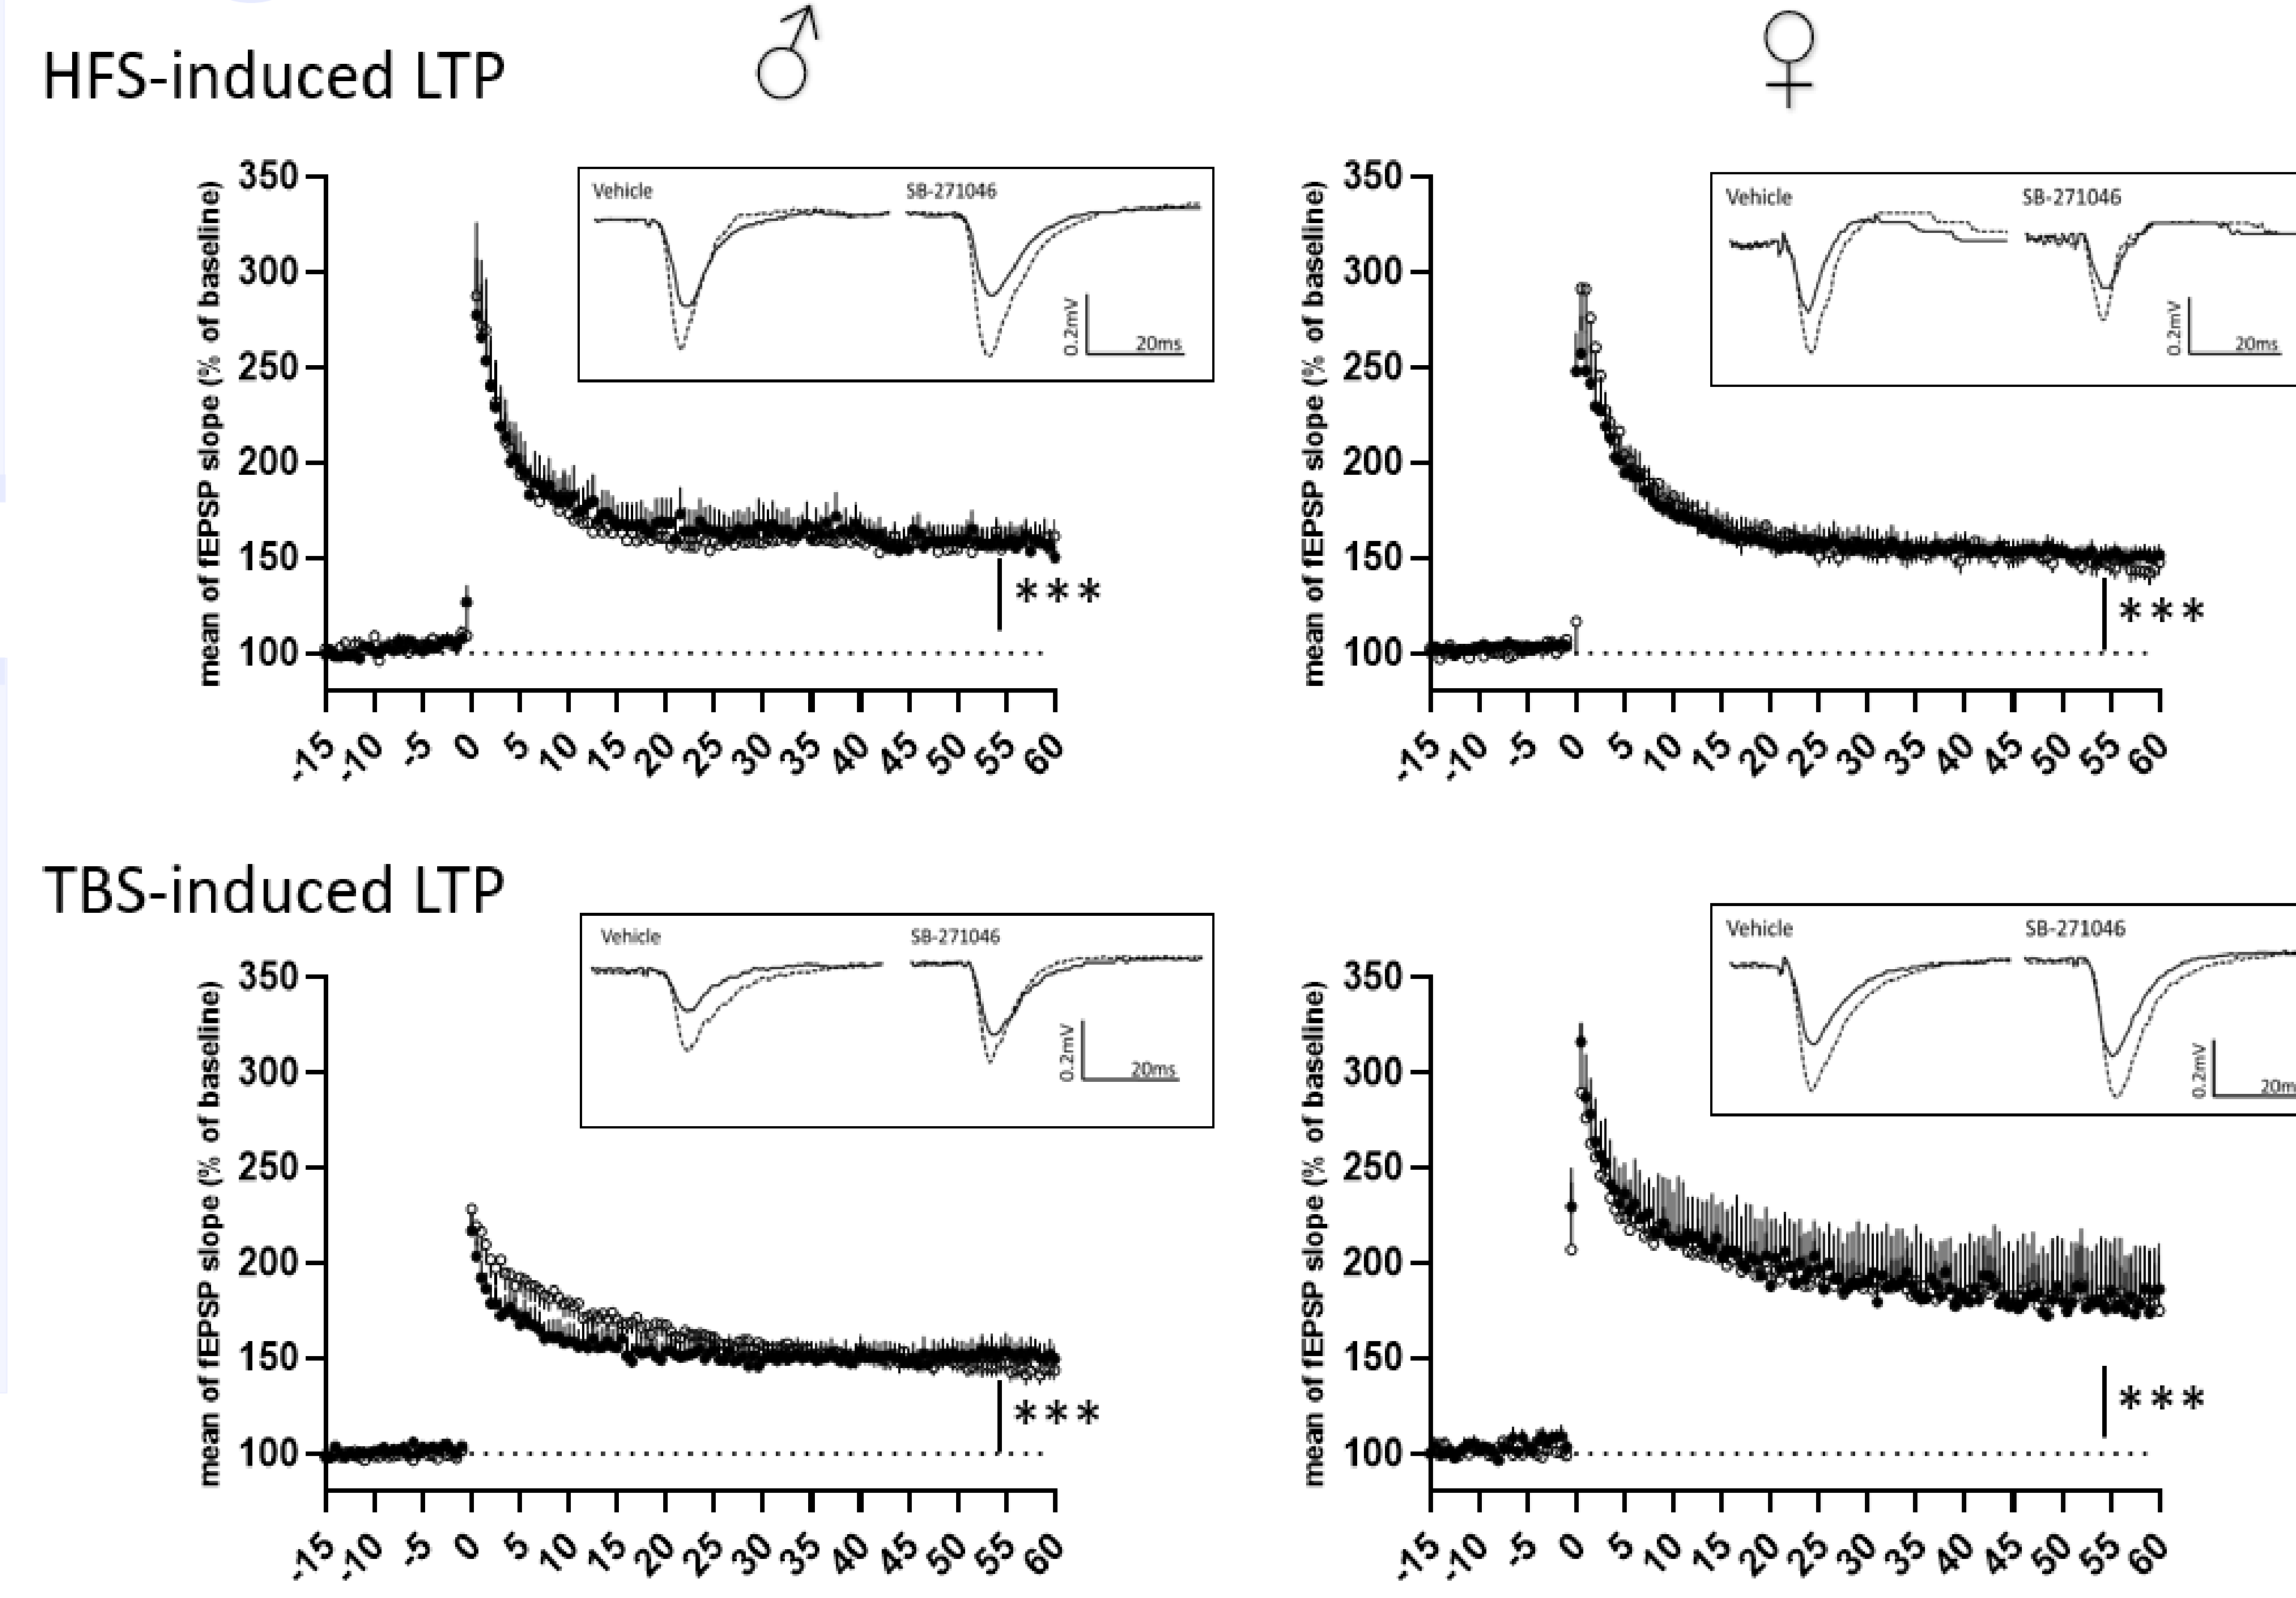 ♂
♀
HFS-induced LTP
mean of fEPSP slope (% of baseline)
350
300
250
200
150
100
Vehicle
SB-271046
0.2mV
20ms
***
-15 -10 -5 0 5 10 15 20 25 30 35 40 45 50 55 60
mean of fEPSP slope (% of baseline)
350
300
250
200
150
100
Vehicle
SB-271046
0.2mV
20ms
***
-15 -10 -5 0 5 10 15 20 25 30 35 40 45 50 55 60
TBS-induced LTP
mean of fEPSP slope (% of baseline)
350
300
250
200
150
100
Vehicle
SB-271046
0.2mV
20ms
***
-15 -10 -5 0 5 10 15 20 25 30 35 40 45 50 55 60
mean of fEPSP slope (% of baseline)
350
300
250
200
150
100
Vehicle
SB-271046
0.2mV
20m
***
-15 -10 -5 0 5 10 15 20 25 30 35 40 45 50 55 60